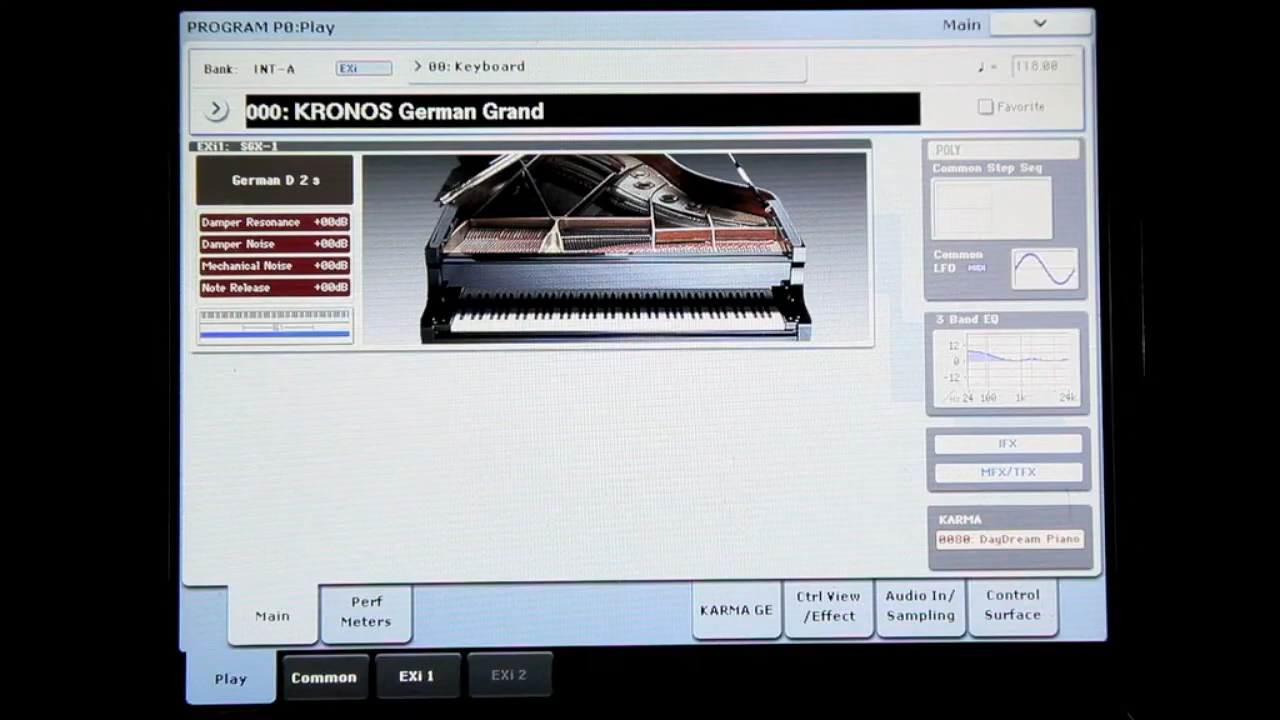 PROGRAM P0:Play
Main
Bank: INT-A EXi > 00: Keyboard ♩ = 118.00
000: KRONOS German Grand
Favorite
EXi1: SGX-1
German D 2 s
Damper Resonance +00dB
Damper Noise +00dB
Mechanical Noise +00dB
Note Release +00dB
POLY
Common Step Seq
Common
LFO MIDI
3 Band EQ
12
0
-12
/Hz 24 100 1k 24k
IFX
MFX/TFX
KARMA
0080: DayDream Piano
Main
Perf
Meters
KARMA GE
Ctrl View
/Effect
Audio In/
Sampling
Control
Surface
Play
Common
EXi 1
EXi 2